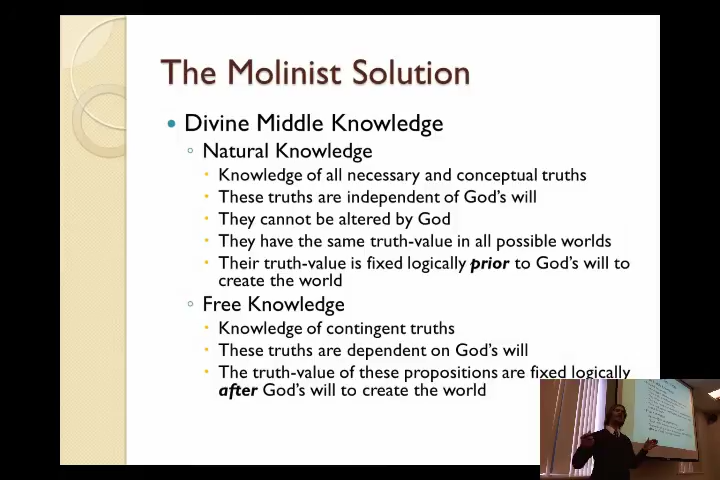 The Molinist Solution
Divine Middle Knowledge
Natural Knowledge
Knowledge of all necessary and conceptual truths
These truths are independent of God's will
They cannot be altered by God
They have the same truth-value in all possible worlds
Their truth-value is fixed logically prior to God's will to
create the world
Free Knowledge
Knowledge of contingent truths
These truths are dependent on God's will
The truth-value of these propositions are fixed logically
after God's will to create the world